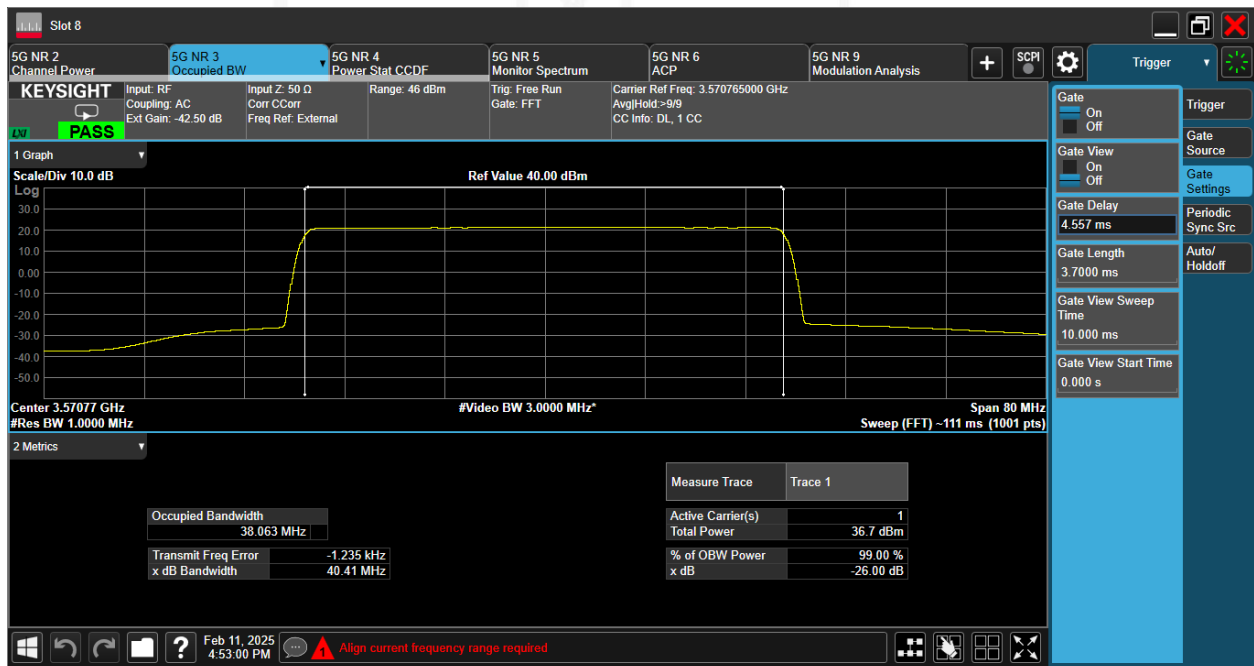 Slot 8
5G NR 2
Channel Power
5G NR 3
Occupied BW
5G NR 4
Power Stat CCDF
5G NR 5
Monitor Spectrum
5G NR 6
ACP
5G NR 9
Modulation Analysis
+
SCPI
Trigger
KEYSIGHT
LXI
PASS
Input: RF
Coupling: AC
Ext Gain: -42.50 dB
Input Z: 50 Ω
Corr CCorr
Freq Ref: External
Range: 46 dBm
Trig: Free Run
Gate: FFT
Carrier Ref Freq: 3.570765000 GHz
Avg|Hold:>9/9
CC Info: DL, 1 CC
1 Graph
Scale/Div 10.0 dB
Ref Value 40.00 dBm
Log
30.0
20.0
10.0
0.00
-10.0
-20.0
-30.0
-40.0
-50.0
Center 3.57077 GHz
#Video BW 3.0000 MHz*
Span 80 MHz
#Res BW 1.0000 MHz
Sweep (FFT) ~111 ms (1001 pts)
2 Metrics
Measure Trace Trace 1
Occupied Bandwidth
38.063 MHz
Active Carrier(s) 1
Total Power 36.7 dBm
Transmit Freq Error -1.235 kHz
x dB Bandwidth 40.41 MHz
% of OBW Power 99.00 %
x dB -26.00 dB
Gate
On
Off
Gate View
On
Off
Gate Delay
4.557 ms
Gate Length
3.7000 ms
Gate View Sweep
Time
10.000 ms
Gate View Start Time
0.000 s
Trigger
Gate
Source
Gate
Settings
Periodic
Sync Src
Auto/
Holdoff
?
Feb 11, 2025
4:53:00 PM
1
Align current frequency range required